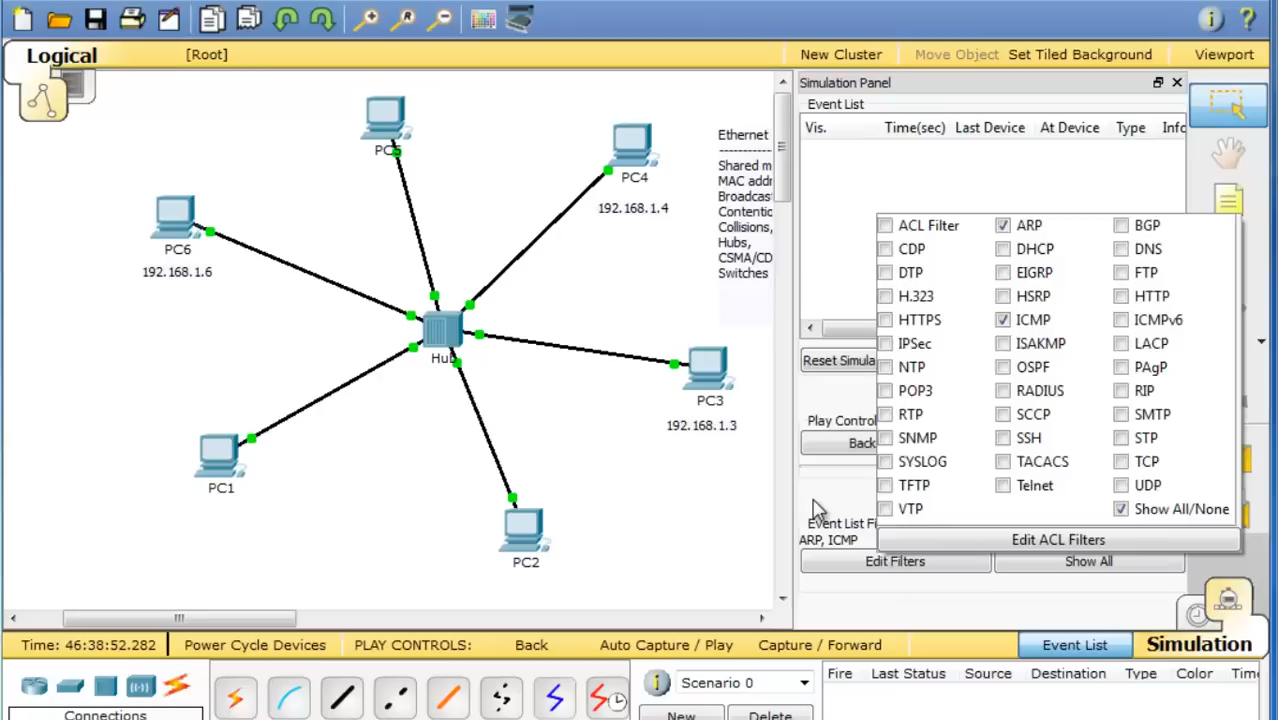 Logical
[Root]
New Cluster
Move Object
Set Tiled Background
Viewport
PC5
PC4
192.168.1.4
PC6
192.168.1.6
Hub
PC3
192.168.1.3
PC1
PC2
Ethernet
-----------
Shared m
MAC addr
Broadcas
Contentio
Collisions,
Hubs,
CSMA/CD
Switches
Simulation Panel
Event List
Vis. Time(sec) Last Device At Device Type Info
ACL Filter ARP BGP
CDP DHCP DNS
DTP EIGRP FTP
H.323 HSRP HTTP
HTTPS ICMP ICMPv6
IPSec ISAKMP LACP
NTP OSPF PAgP
POP3 RADIUS RIP
RTP SCCP SMTP
SNMP SSH STP
SYSLOG TACACS TCP
TFTP Telnet UDP
VTP Show All/None
Edit ACL Filters
Reset Simula
Play Control
Back
Event List Fi
ARP, ICMP
Edit Filters Show All
Time: 46:38:52.282 Power Cycle Devices PLAY CONTROLS: Back Auto Capture / Play Capture / Forward Event List Simulation
Connections
Scenario 0
New Delete
Fire Last Status Source Destination Type Color Time